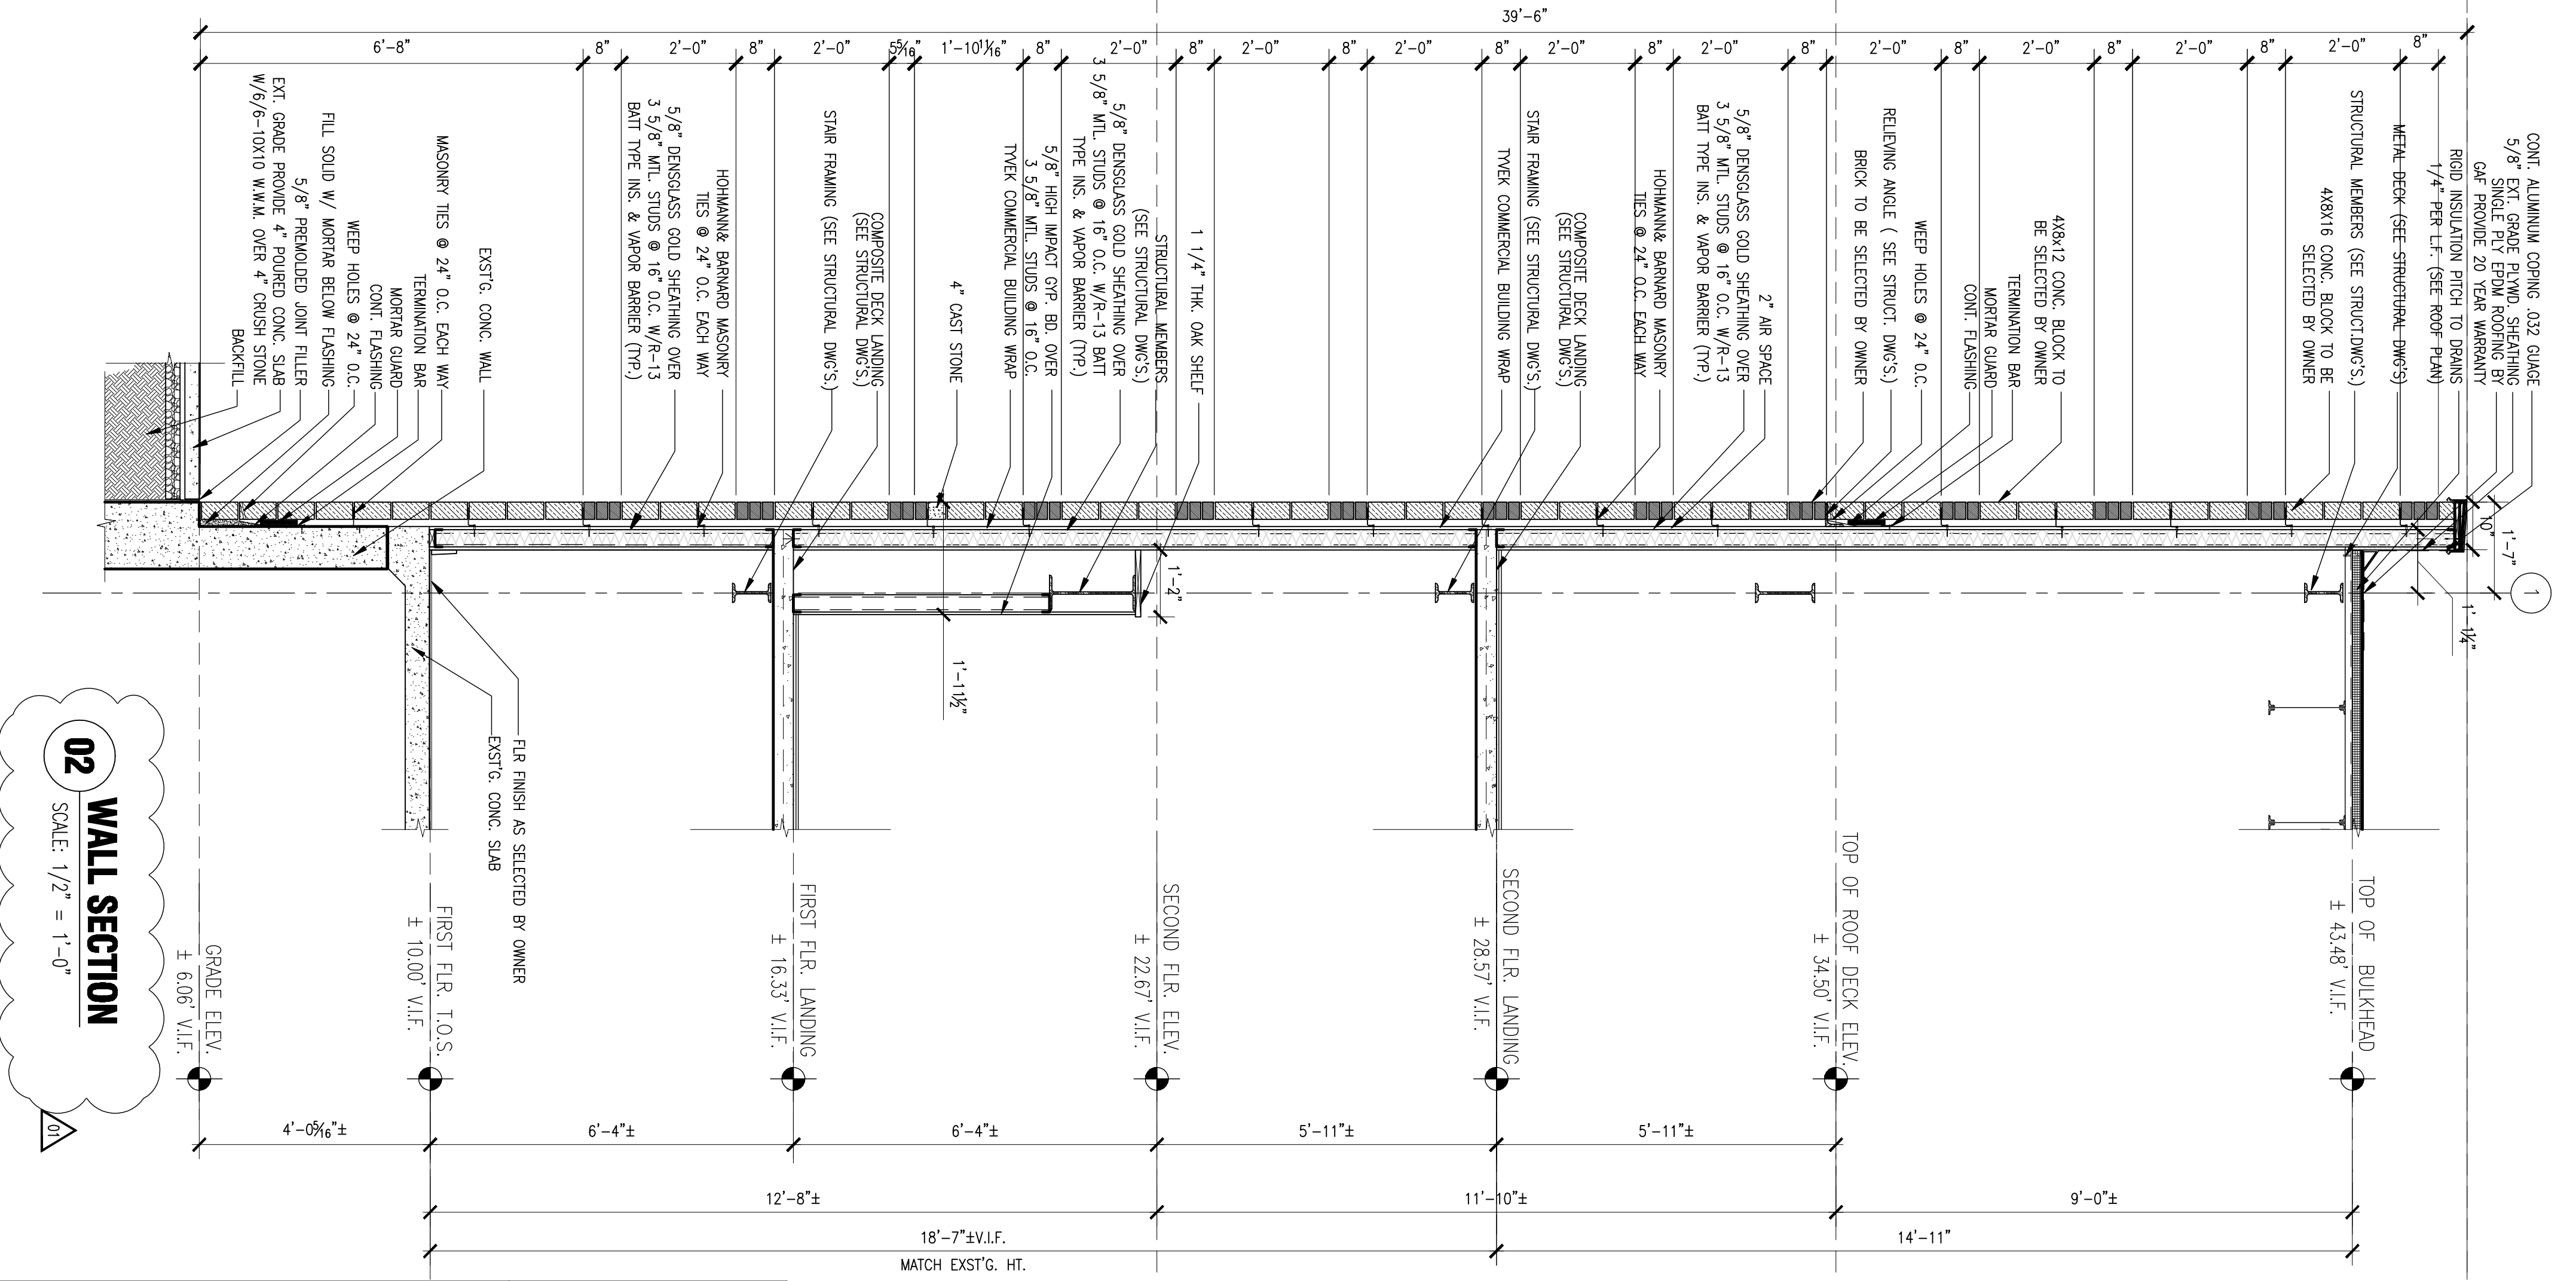 39'-6"
6'-8"
8"
2'-0"
8"
2'-0"
5 5/16"
1'-10 11/16"
8"
2'-0"
8"
2'-0"
8"
2'-0"
8"
2'-0"
8"
2'-0"
8"
2'-0"
8"
2'-0"
8"
2'-0"
8"
2'-0"
8"
CONT. ALUMINUM COPING .032 GUAGE
5/8" EXT. GRADE PLYWD. SHEATHING
SINGLE PLY EPDM ROOFING BY
GAF PROVIDE 20 YEAR WARRANTY
RIGID INSULATION PITCH TO DRAINS
1/4" PER L.F. (SEE ROOF PLAN)
METAL DECK (SEE STRUCTURAL DWG'S)
STRUCTURAL MEMBERS (SEE STRUCT.DWG'S.)
4X8X16 CONC. BLOCK TO BE
SELECTED BY OWNER
4X8x12 CONC. BLOCK TO
BE SELECTED BY OWNER
TERMINATION BAR
MORTAR GUARD
CONT. FLASHING
WEEP HOLES @ 24" O.C.
RELIEVING ANGLE ( SEE STRUCT. DWG'S.)
BRICK TO BE SELECTED BY OWNER
2" AIR SPACE
5/8" DENSGLASS GOLD SHEATHING OVER
3 5/8" MTL. STUDS @ 16" O.C. W/R-13
BATT TYPE INS. & VAPOR BARRIER (TYP.)
HOHMANN& BARNARD MASONRY
TIES @ 24" O.C. EACH WAY
COMPOSITE DECK LANDING
(SEE STRUCTURAL DWG'S.)
STAIR FRAMING (SEE STRUCTURAL DWG'S.)
TYVEK COMMERCIAL BUILDING WRAP
1 1/4" THK. OAK SHELF
STRUCTURAL MEMBERS
(SEE STRUCTURAL DWG'S.)
5/8" DENSGLASS GOLD SHEATHING OVER
3 5/8" MTL. STUDS @ 16" O.C. W/R-13 BATT
TYPE INS. & VAPOR BARRIER (TYP.)
5/8" HIGH IMPACT GYP. BD. OVER
3 5/8" MTL. STUDS @ 16" O.C.
TYVEK COMMERCIAL BUILDING WRAP
4" CAST STONE
COMPOSITE DECK LANDING
(SEE STRUCTURAL DWG'S.)
STAIR FRAMING (SEE STRUCTURAL DWG'S.)
HOHMANN& BARNARD MASONRY
TIES @ 24" O.C. EACH WAY
5/8" DENSGLASS GOLD SHEATHING OVER
3 5/8" MTL. STUDS @ 16" O.C. W/R-13
BATT TYPE INS. & VAPOR BARRIER (TYP.)
EXST'G. CONC. WALL
MASONRY TIES @ 24" O.C. EACH WAY
TERMINATION BAR
MORTAR GUARD
CONT. FLASHING
WEEP HOLES @ 24" O.C.
FILL SOLID W/ MORTAR BELOW FLASHING
5/8" PREMOLDED JOINT FILLER
EXT. GRADE PROVIDE 4" POURED CONC. SLAB
W/6/6-10X10 W.W.M. OVER 4" CRUSH STONE
BACKFILL
10"
1'-7"
1
1' 1/4"
1'-2"
1'-11 1/2"
FLR FINISH AS SELECTED BY OWNER
EXST'G. CONC. SLAB
TOP OF BULKHEAD
± 43.48' V.I.F.
TOP OF ROOF DECK ELEV.
± 34.50' V.I.F.
SECOND FLR. LANDING
± 28.57' V.I.F.
SECOND FLR. ELEV.
± 22.67' V.I.F.
FIRST FLR. LANDING
± 16.33' V.I.F.
FIRST FLR. T.O.S.
± 10.00' V.I.F.
GRADE ELEV.
± 6.06' V.I.F.
4'-0 5/16"±
6'-4"±
6'-4"±
5'-11"±
5'-11"±
12'-8"±
11'-10"±
9'-0"±
18'-7"±V.I.F.
MATCH EXST'G. HT.
14'-11"
02
WALL SECTION
SCALE: 1/2" = 1'-0"
01